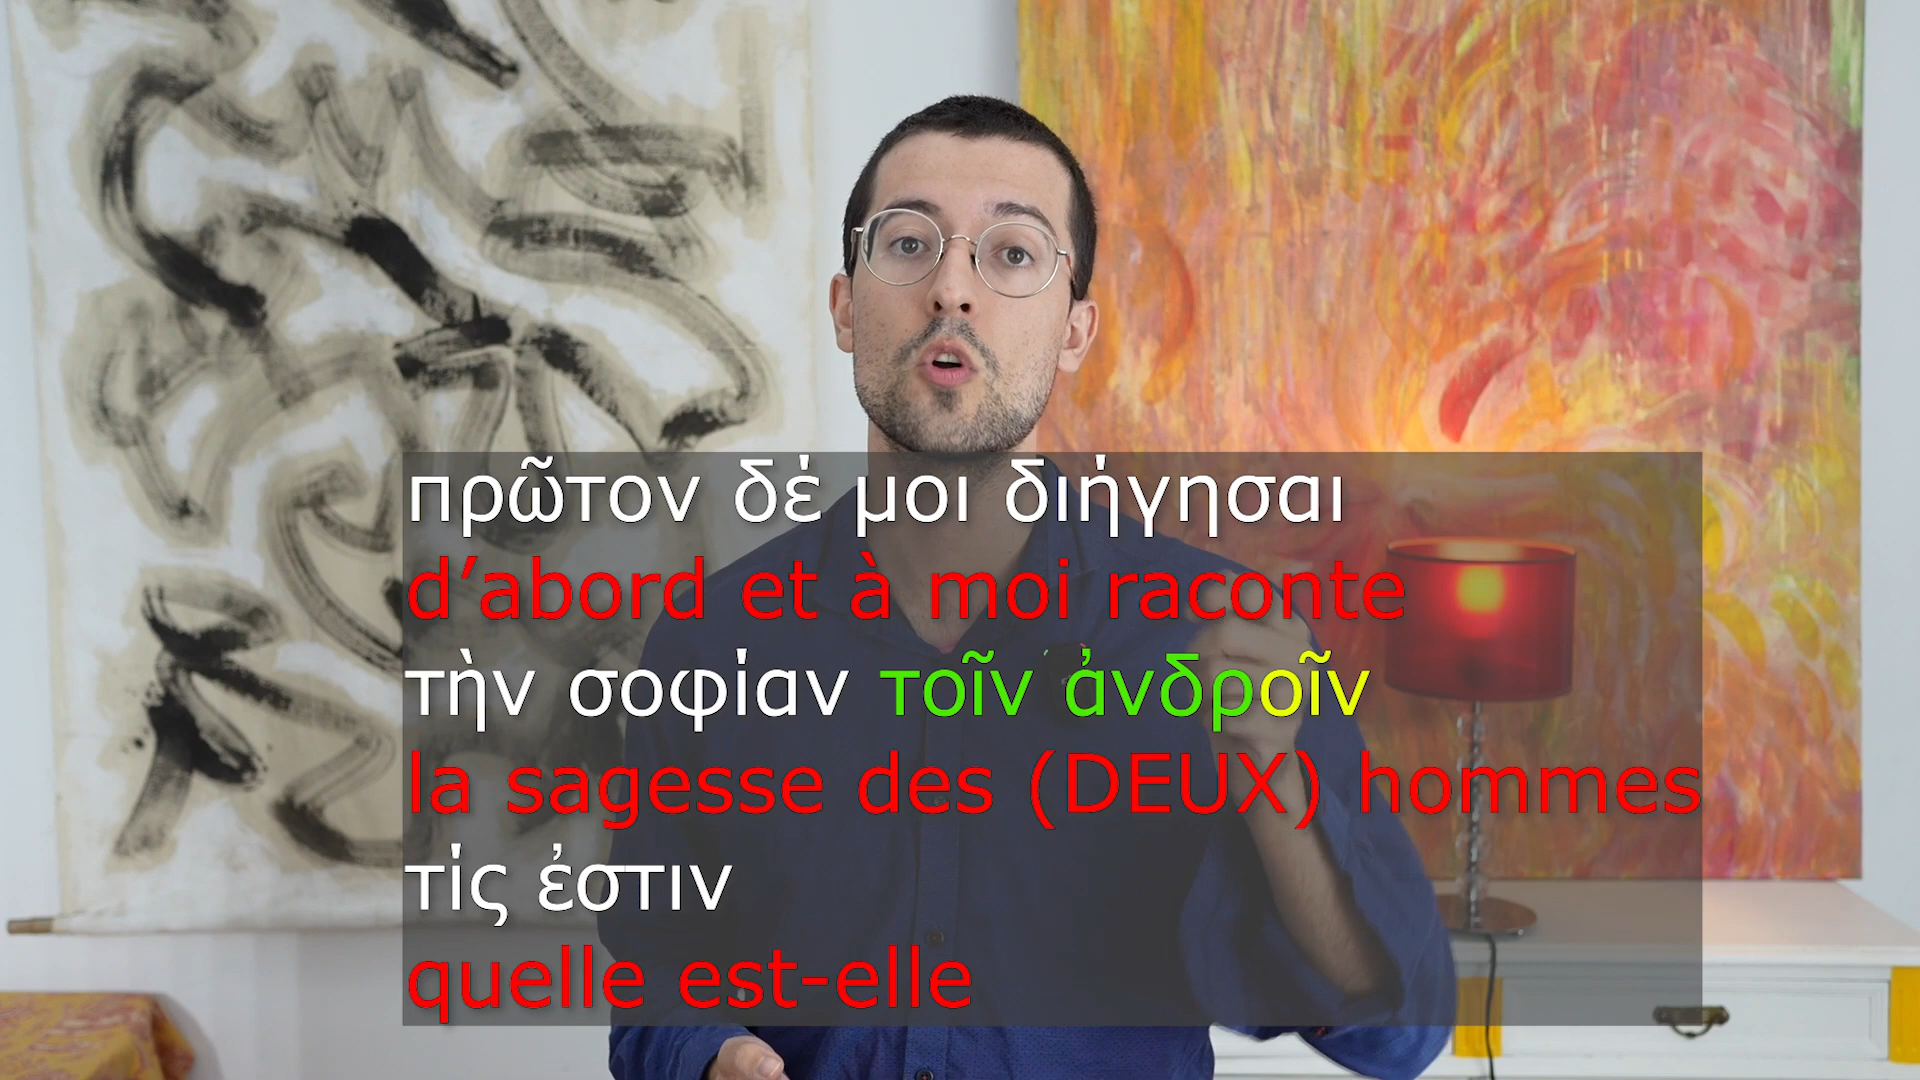 πρῶτον δέ μοι διήγησαι
d’abord et à moi raconte
τὴν σοφίαν τοῖν ἀνδροῖν
la sagesse des (DEUX) hommes
τίς ἐστιν
quelle est-elle